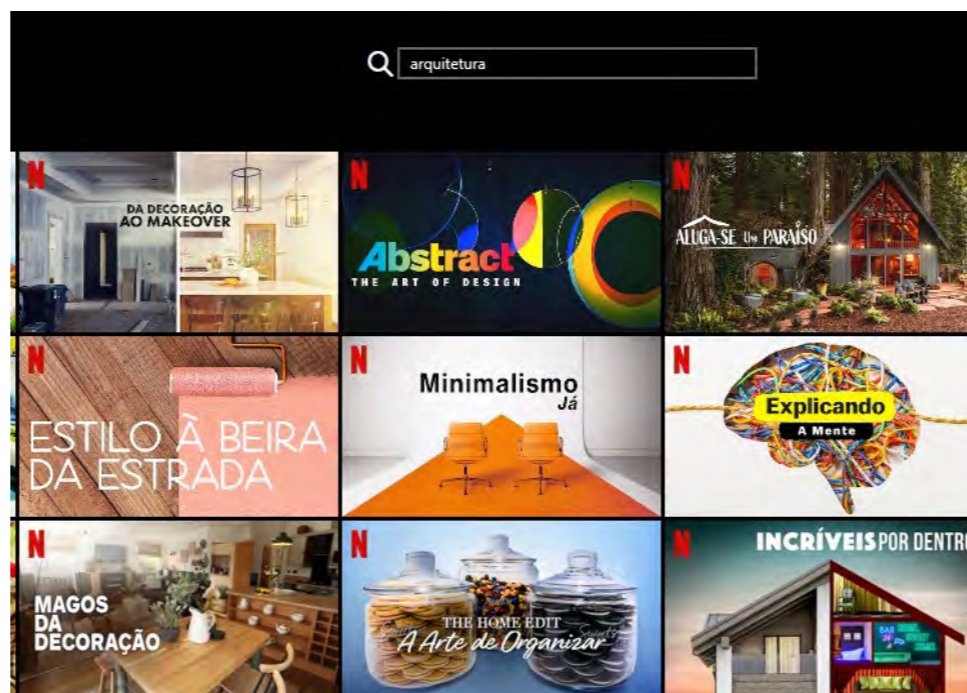 arquitetura
N
DA DECORAÇÃO
AO MAKEOVER
N
Abstract
THE ART OF DESIGN
N
ALUGA-SE UM PARAÍSO
N
ESTILO À BEIRA
DA ESTRADA
N
Minimalismo
Já
N
Explicando
A Mente
N
MAGOS
DA
DECORAÇÃO
N
THE HOME EDIT
A Arte de Organizar
N
INCRÍVEIS POR DENTRO
BAR